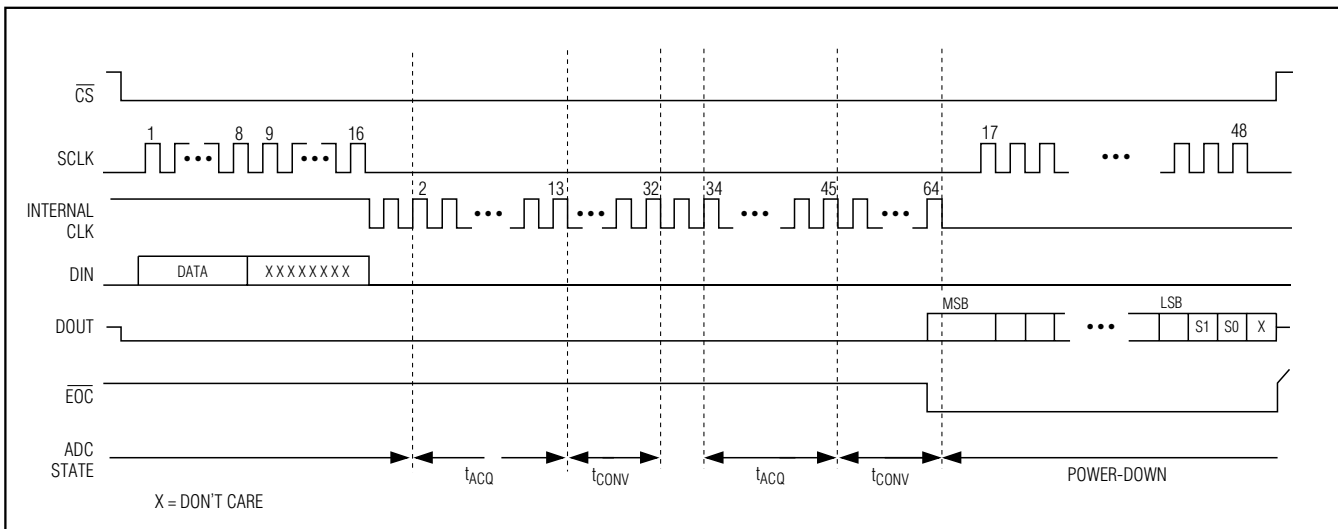 CS
1 8 9 16 17 48
SCLK
•••
•••
•••
2 13 32 34 45 64
INTERNAL
CLK
•••
•••
•••
•••
DIN
DATA
XXXXXXXX
MSB
LSB
DOUT
•••
S1
S0
X
EOC
ADC
STATE
tACQ
tCONV
tACQ
tCONV
POWER-DOWN
X = DON'T CARE